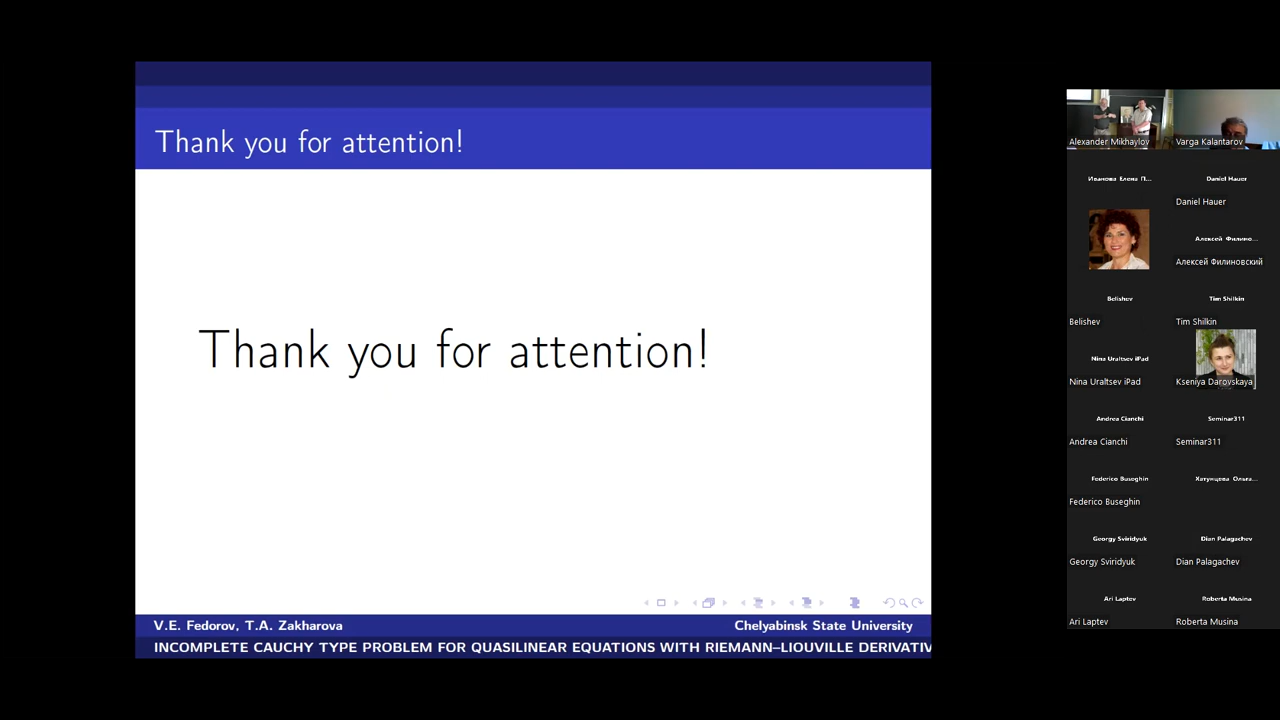 Thank you for attention!
Thank you for attention!
V.E. Fedorov, T.A. Zakharova
Chelyabinsk State University
INCOMPLETE CAUCHY TYPE PROBLEM FOR QUASILINEAR EQUATIONS WITH RIEMANN–LIOUVILLE DERIVATIV
Alexander Mikhaylov
Varga Kalantarov
Иванова Елена П...
Daniel Hauer
Daniel Hauer
Алексей Филино...
Алексей Филиновский
Belishev
Tim Shilkin
Belishev
Tim Shilkin
Nina Uraltsev iPad
Nina Uraltsev iPad
Kseniya Darovskaya
Andrea Cianchi
Seminar311
Andrea Cianchi
Seminar311
Federico Buseghin
Хатунцева Ольга...
Federico Buseghin
Georgy Sviridyuk
Dian Palagachev
Georgy Sviridyuk
Dian Palagachev
Ari Laptev
Roberta Musina
Ari Laptev
Roberta Musina